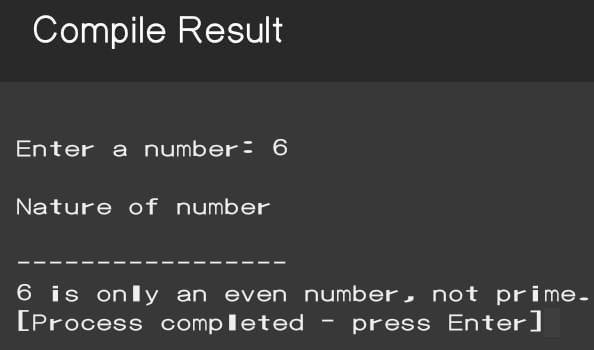 Compile Result
Enter a number: 6
Nature of number
-----------------
6 is only an even number, not prime.
[Process completed - press Enter]